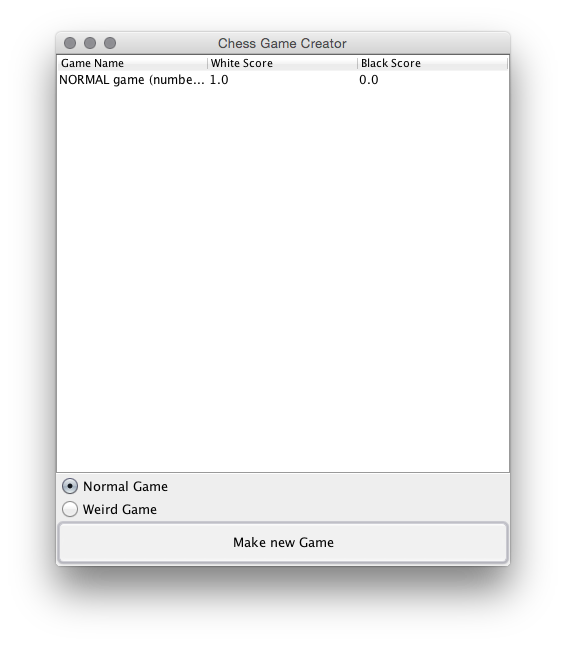 Chess Game Creator
Game Name White Score Black Score
NORMAL game (numbe... 1.0 0.0
Normal Game
Weird Game
Make new Game